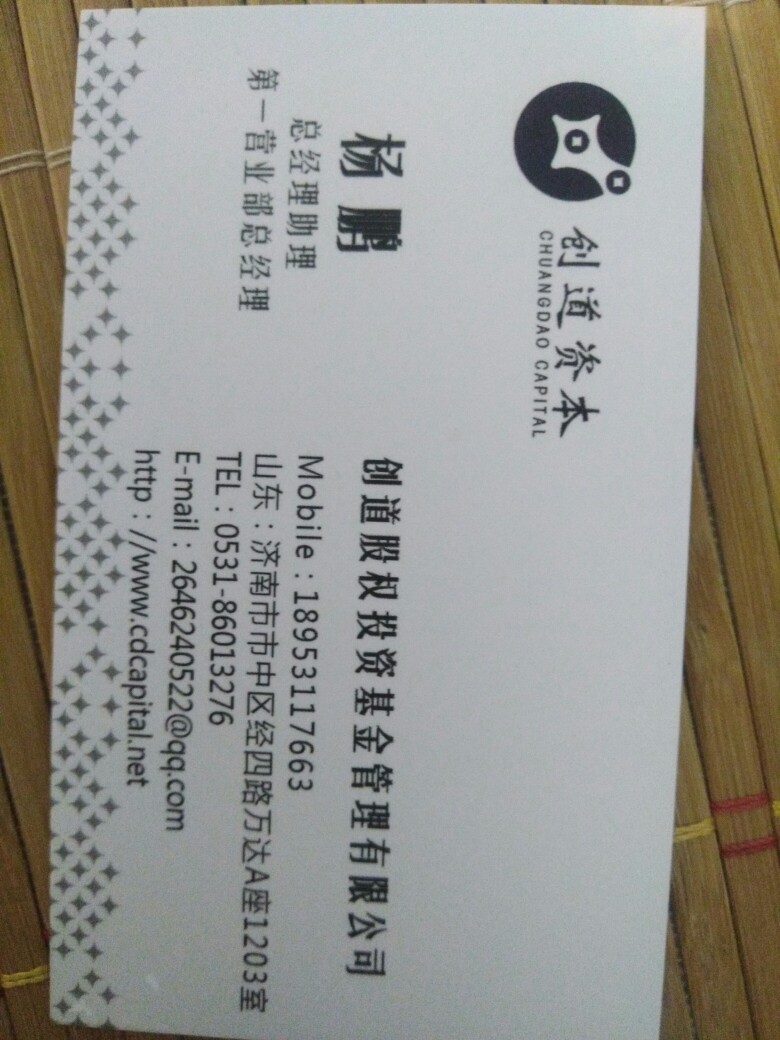 创道资本
CHUANGDAO CAPITAL
杨鹏
总经理助理
第一营业部总经理
创道股权投资基金管理有限公司
Mobile：18953117663
山东：济南市市中区经四路万达A座1203室
TEL：0531-86013276
E-mail：2646240522@qq.com
http：//www.cdcapital.net